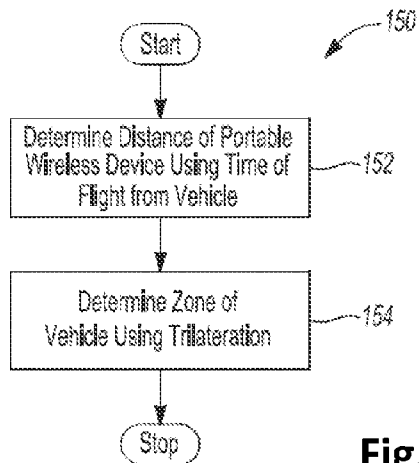 150
Start
Determine Distance of Portable
Wireless Device Using Time of
Flight from Vehicle
152
Determine Zone of
Vehicle Using Trilateration
154
Stop
Fig